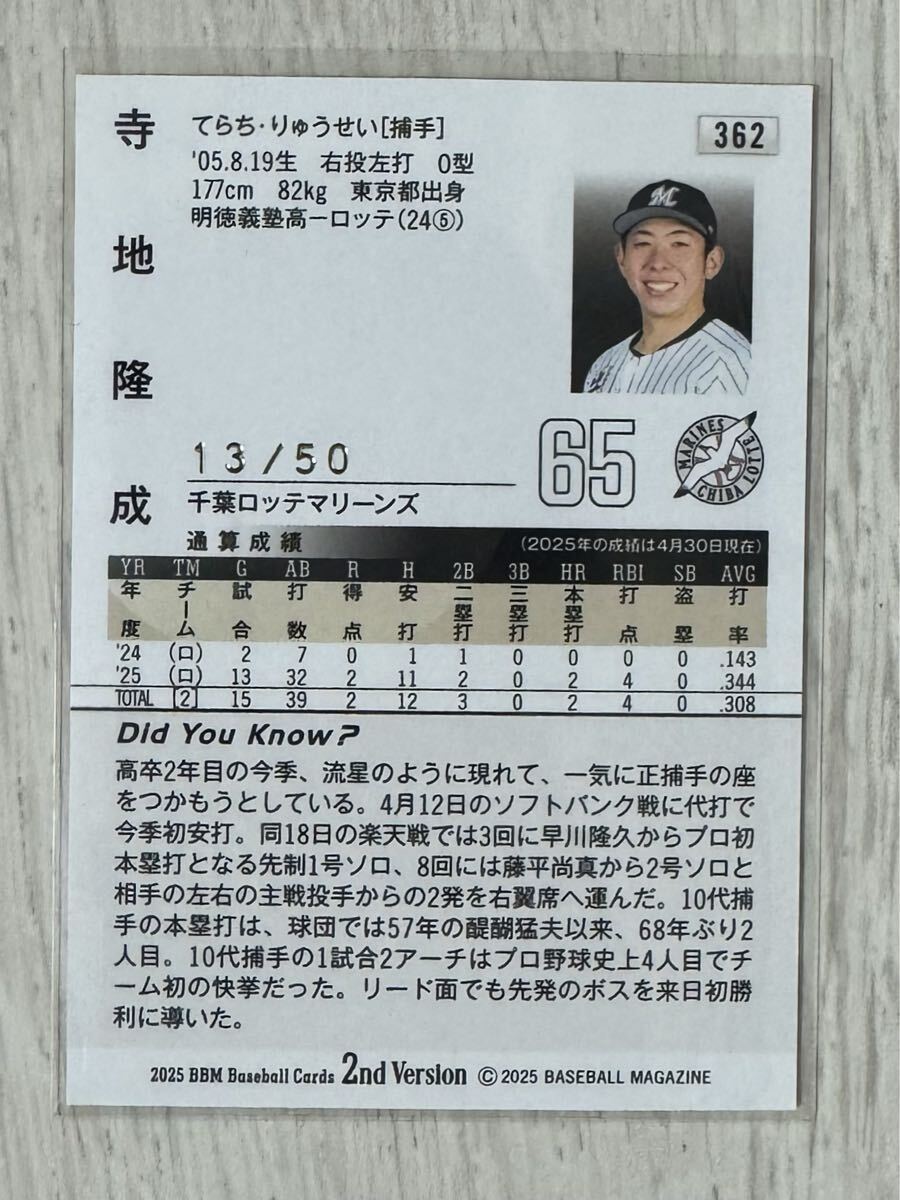 寺地隆成
てらち・りゅうせい[捕手]
'05.8.19生 右投左打 O型
177cm 82kg 東京都出身
明徳義塾高ーロッテ(24⑤)
362
M
13/50
65
MARINES
CHIBA LOTTE
千葉ロッテマリーンズ
通算成績 (2025年の成績は4月30日現在)
YR TM G AB R H 2B 3B HR RBI SB AVG
年度 チーム 試合 打数 得点 安打 二塁打 三塁打 本塁打 打点 盗塁 打率
'24 (ロ) 2 7 0 1 1 0 0 0 0 .143
'25 (ロ) 13 32 2 11 2 0 2 4 0 .344
TOTAL [2] 15 39 2 12 3 0 2 4 0 .308
Did You Know?
高卒2年目の今季、流星のように現れて、一気に正捕手の座
をつかもうとしている。4月12日のソフトバンク戦に代打で
今季初安打。同18日の楽天戦では3回に早川隆久からプロ初
本塁打となる先制1号ソロ、8回には藤平尚真から2号ソロと
相手の左右の主戦投手からの2発を右翼席へ運んだ。10代捕
手の本塁打は、球団では57年の醍醐猛夫以来、68年ぶり2
人目。10代捕手の1試合2アーチはプロ野球史上4人目でチ
ーム初の快挙だった。リード面でも先発のボスを来日初勝
利に導いた。
2025 BBM Baseball Cards 2nd Version © 2025 BASEBALL MAGAZINE